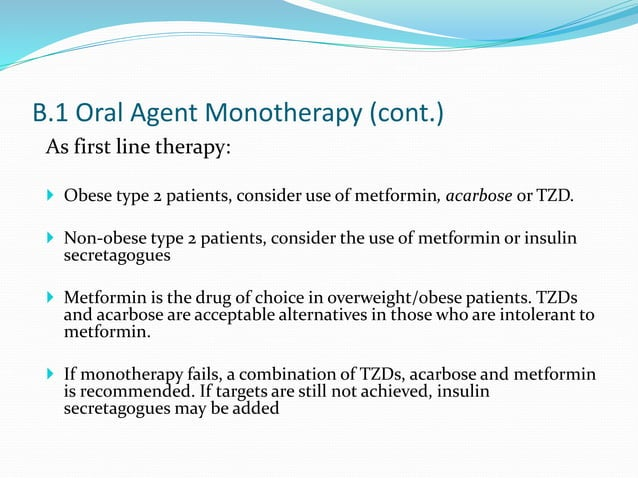 B.1 Oral Agent Monotherapy (cont.)
As first line therapy:
Obese type 2 patients, consider use of metformin, acarbose or TZD.
Non-obese type 2 patients, consider the use of metformin or insulin
secretagogues
Metformin is the drug of choice in overweight/obese patients. TZDs
and acarbose are acceptable alternatives in those who are intolerant to
metformin.
If monotherapy fails, a combination of TZDs, acarbose and metformin
is recommended. If targets are still not achieved, insulin
secretagogues may be added